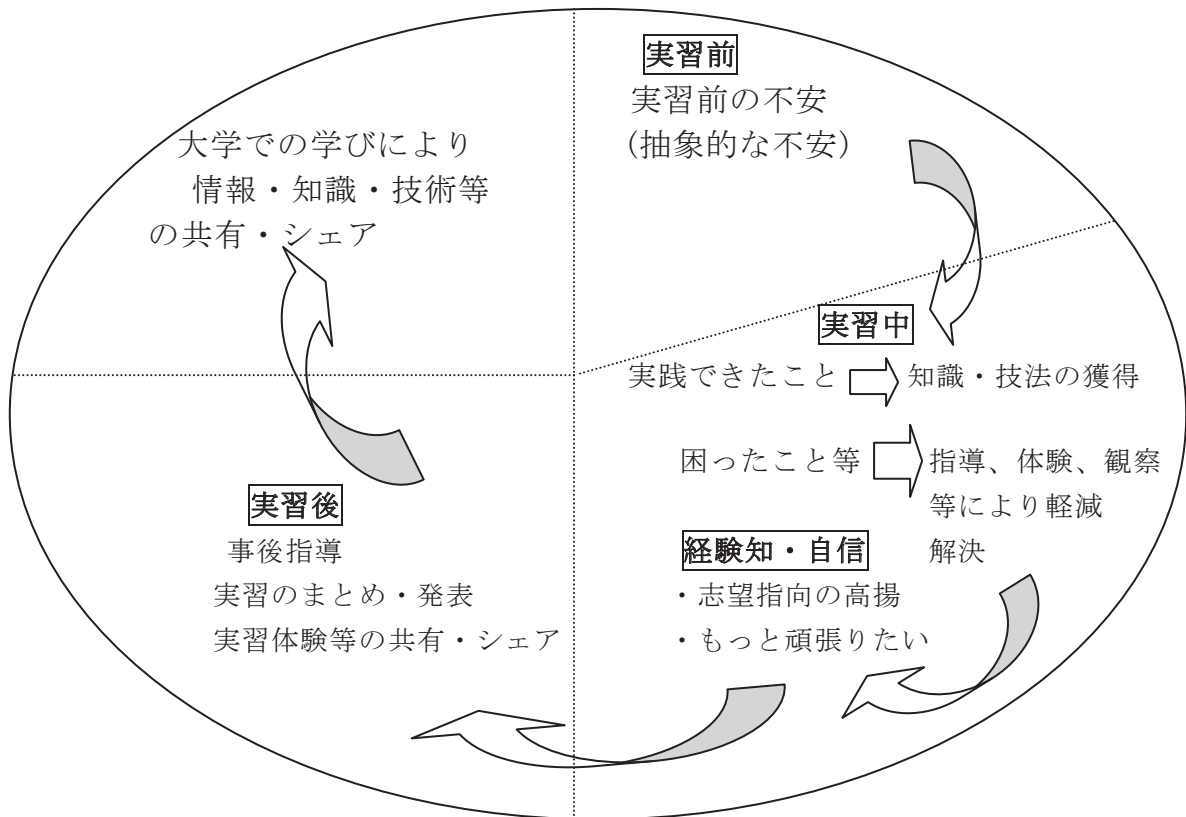 実習前
実習前の不安
(抽象的な不安)
大学での学びにより
情報・知識・技術等
の共有・シェア
実習中
実践できたこと
知識・技法の獲得
困ったこと等
指導、体験、観察
等により軽減
解決
経験知・自信
・志望指向の高揚
・もっと頑張りたい
実習後
事後指導
実習のまとめ・発表
実習体験等の共有・シェア